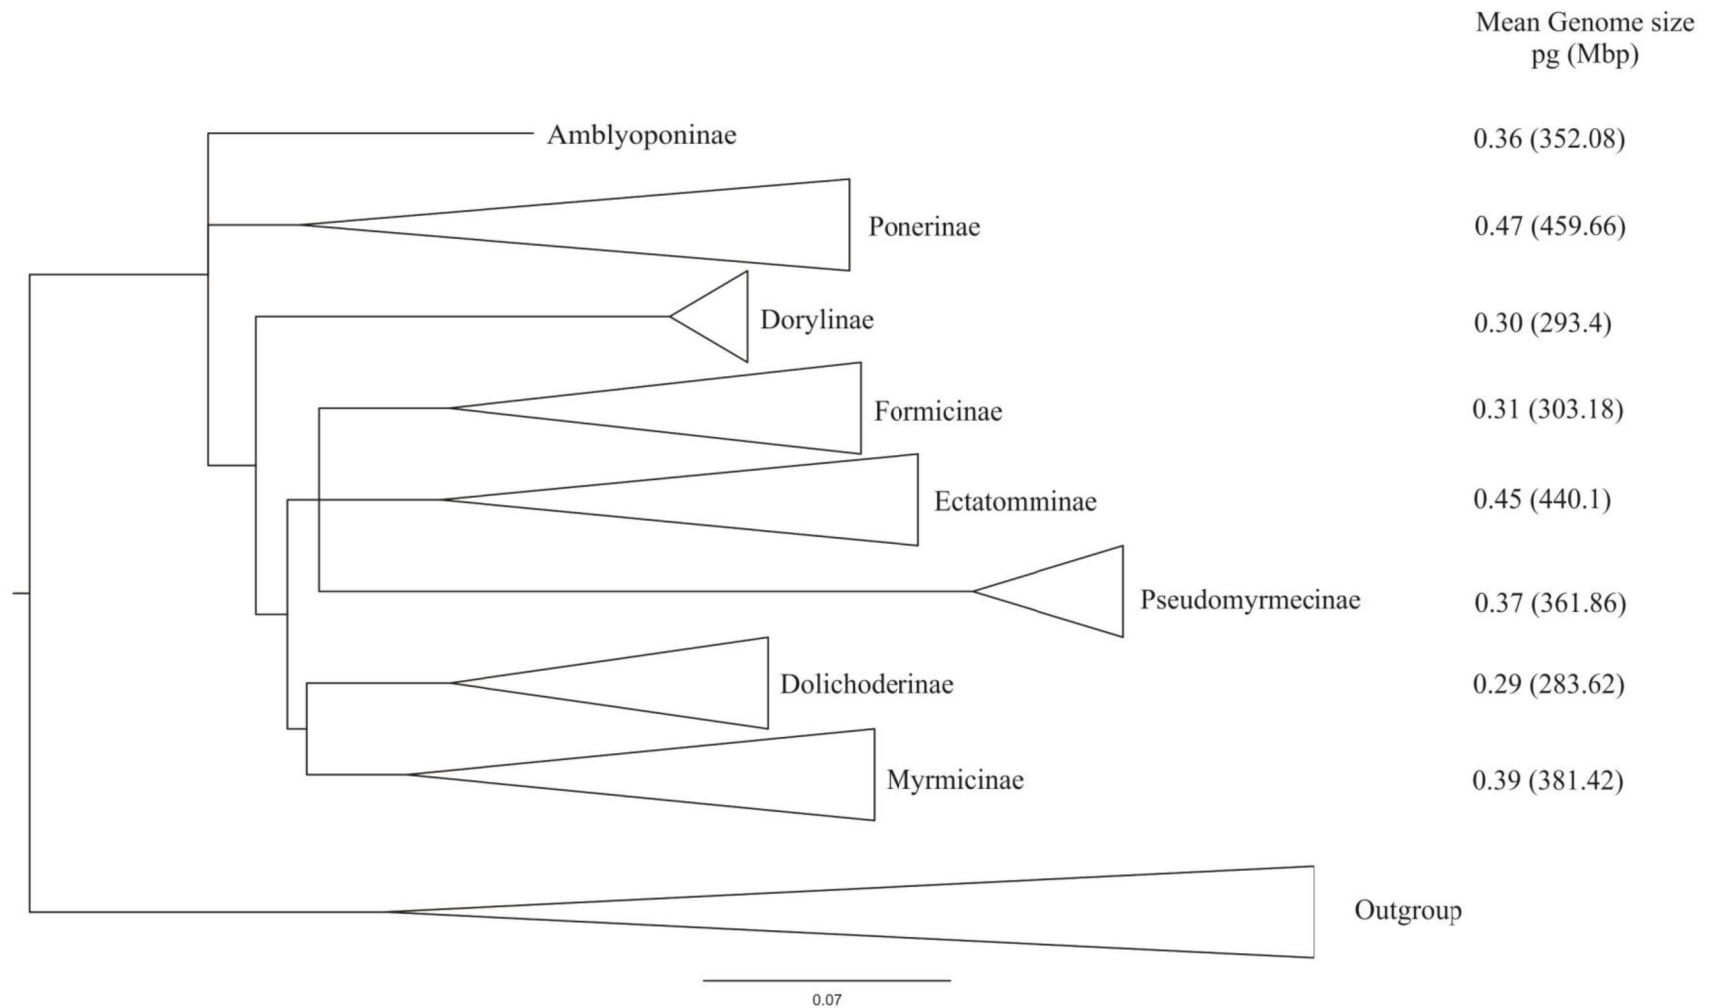 Mean Genome size
pg (Mbp)
Amblyoponinae 0.36 (352.08)
Ponerinae 0.47 (459.66)
Dorylinae 0.30 (293.4)
Formicinae 0.31 (303.18)
Ectatomminae 0.45 (440.1)
Pseudomyrmecinae 0.37 (361.86)
Dolichoderinae 0.29 (283.62)
Myrmicinae 0.39 (381.42)
Outgroup
0.07